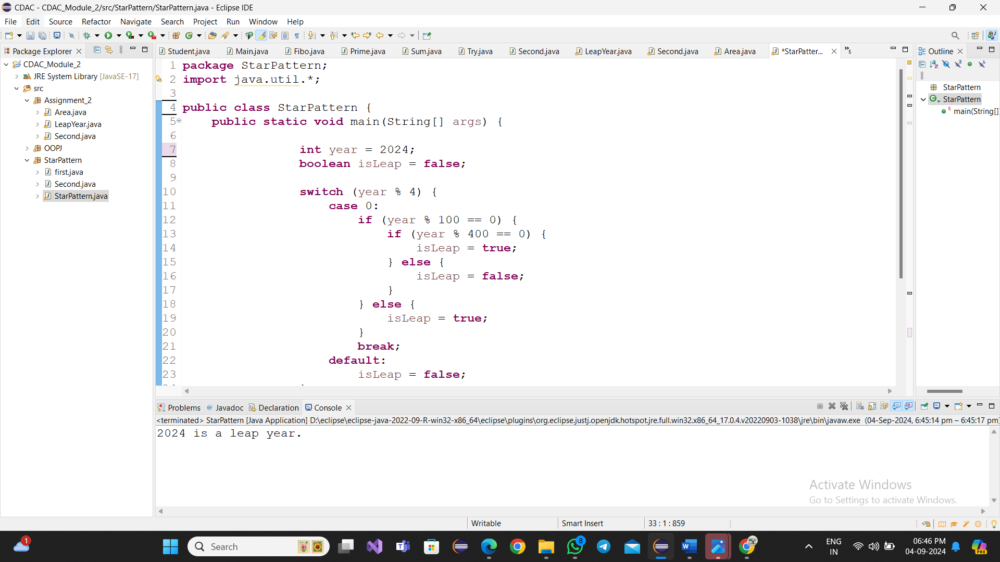 CDAC - CDAC_Module_2/src/StarPattern/StarPattern.java - Eclipse IDE
File Edit Source Refactor Navigate Search Project Run Window Help
Package Explorer
CDAC_Module_2
JRE System Library [JavaSE-17]
src
Assignment_2
Area.java
LeapYear.java
Second.java
OOPJ
StarPattern
first.java
Second.java
StarPattern.java
Student.java Main.java Fibo.java Prime.java Sum.java Try.java Second.java LeapYear.java Second.java Area.java *StarPatter... »5
1 package StarPattern;
2 import java.util.*;
3
4 public class StarPattern {
5 public static void main(String[] args) {
6
7 int year = 2024;
8 boolean isLeap = false;
9
10 switch (year % 4) {
11 case 0:
12 if (year % 100 == 0) {
13 if (year % 400 == 0) {
14 isLeap = true;
15 } else {
16 isLeap = false;
17 }
18 } else {
19 isLeap = true;
20 }
21 break;
22 default:
23 isLeap = false;
Outline
StarPattern
StarPattern
main(String[]
Problems Javadoc Declaration Console
<terminated> StarPattern [Java Application] D:\eclipse\eclipse-java-2022-09-R-win32-x86_64\eclipse\plugins\org.eclipse.justj.openjdk.hotspot.jre.full.win32.x86_64_17.0.4.v20220903-1038\jre\bin\javaw.exe (04-Sep-2024, 6:45:14 pm – 6:45:17 pm)
2024 is a leap year.
Activate Windows
Go to Settings to activate Windows.
Writable Smart Insert 33 : 1 : 859
1
Search
8
ENG
IN
06:46 PM
04-09-2024
PRE